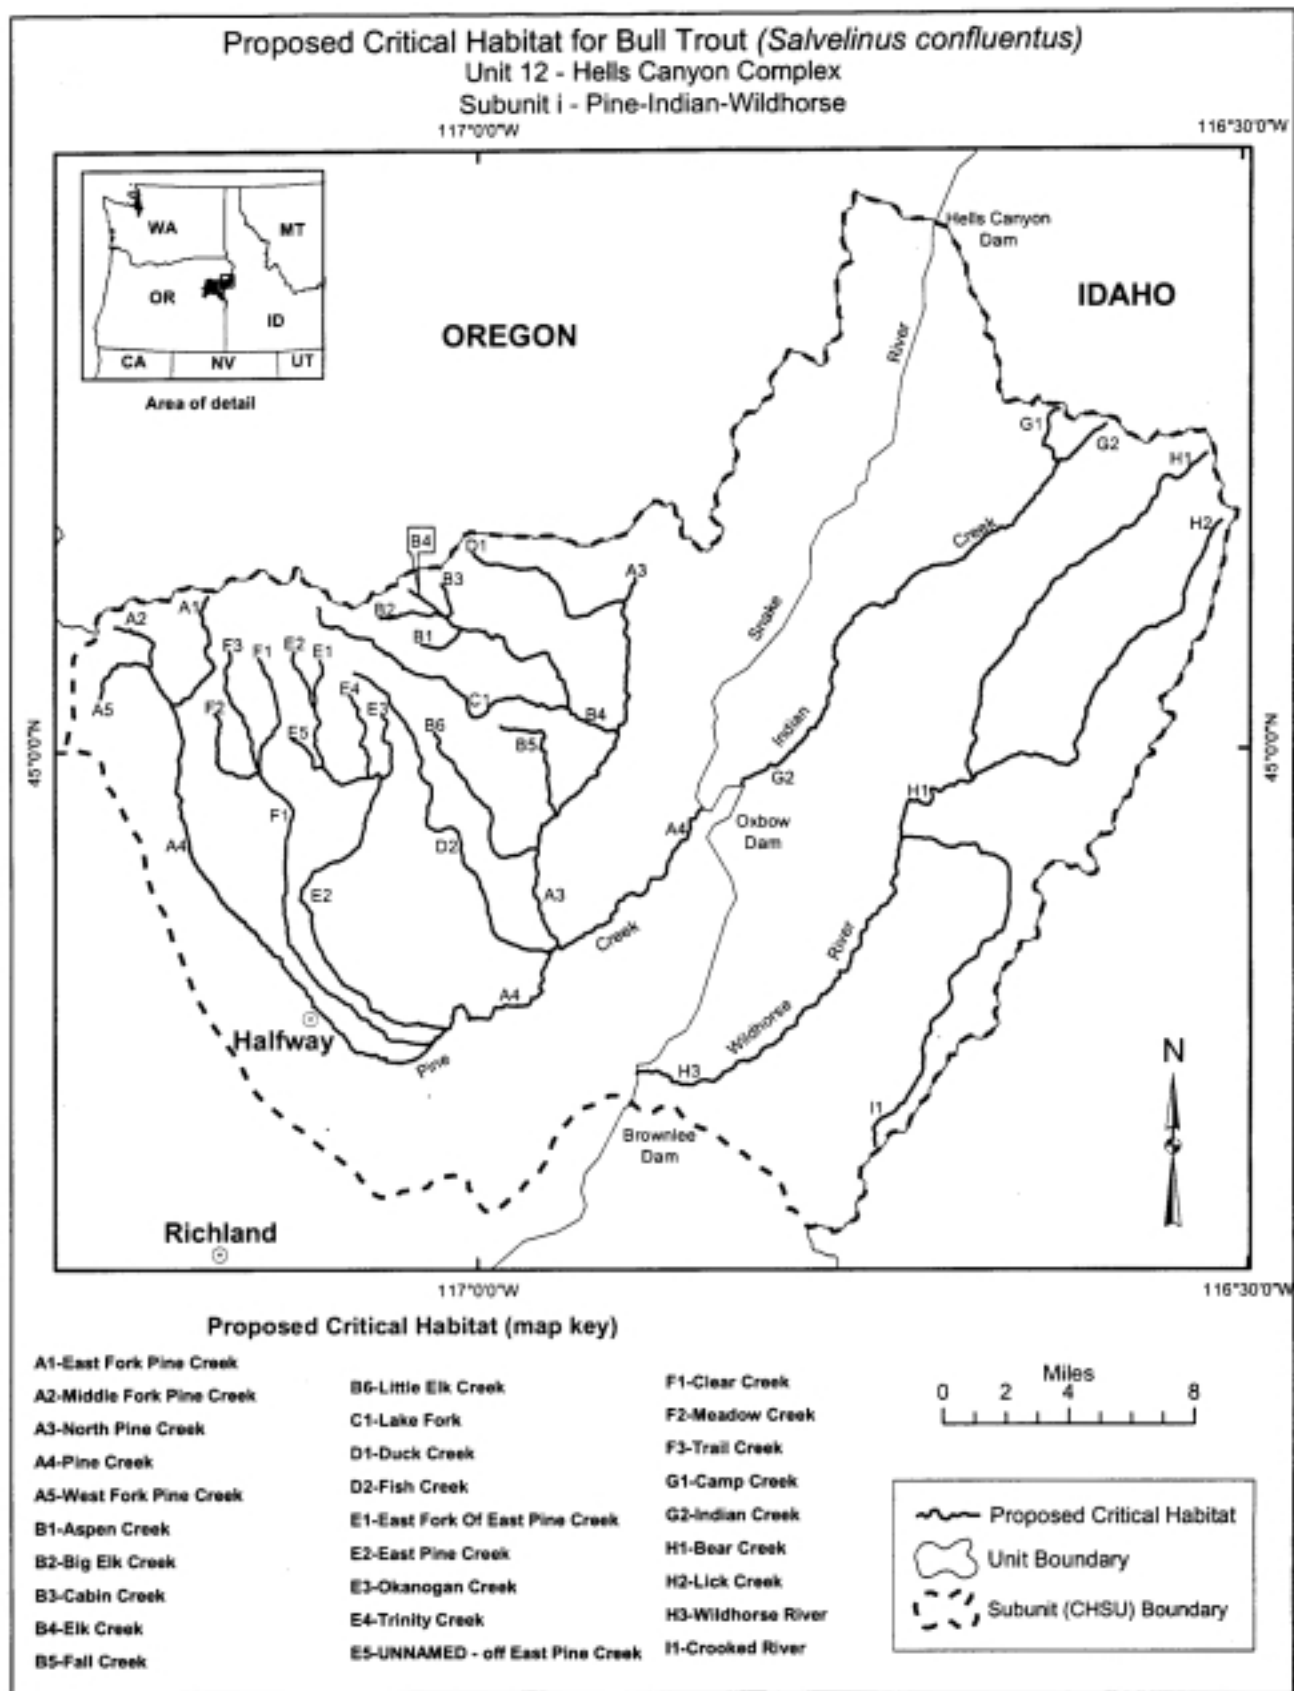 Proposed Critical Habitat for Bull Trout (Salvelinus confluentus)
Unit 12 - Hells Canyon Complex
Subunit i - Pine-Indian-Wildhorse
117°0'0"W
116°30'0"W
WA
MT
OR
ID
CA
NV
UT
Area of detail
OREGON
IDAHO
Hells Canyon
Dam
River
Snake
G1
G2
H1
H2
Creek
Indian
G2
H1
B4
D1
B3
A3
B2
B1
A2
A1
F3
F1
E2
E1
E4
E3
A5
F2
E5
C1
B4
B6
B5
45°0'0"N
45°0'0"N
F1
A4
D2
A4
Oxbow
Dam
E2
A3
Creek
River
A4
Wildhorse
Halfway
Pine
H3
I1
N
Brownlee
Dam
Richland
117°0'0"W
116°30'0"W
Proposed Critical Habitat (map key)
A1-East Fork Pine Creek
A2-Middle Fork Pine Creek
A3-North Pine Creek
A4-Pine Creek
A5-West Fork Pine Creek
B1-Aspen Creek
B2-Big Elk Creek
B3-Cabin Creek
B4-Elk Creek
B5-Fall Creek
B6-Little Elk Creek
C1-Lake Fork
D1-Duck Creek
D2-Fish Creek
E1-East Fork Of East Pine Creek
E2-East Pine Creek
E3-Okanogan Creek
E4-Trinity Creek
E5-UNNAMED - off East Pine Creek
F1-Clear Creek
F2-Meadow Creek
F3-Trail Creek
G1-Camp Creek
G2-Indian Creek
H1-Bear Creek
H2-Lick Creek
H3-Wildhorse River
I1-Crooked River
Miles
0 2 4 8
Proposed Critical Habitat
Unit Boundary
Subunit (CHSU) Boundary